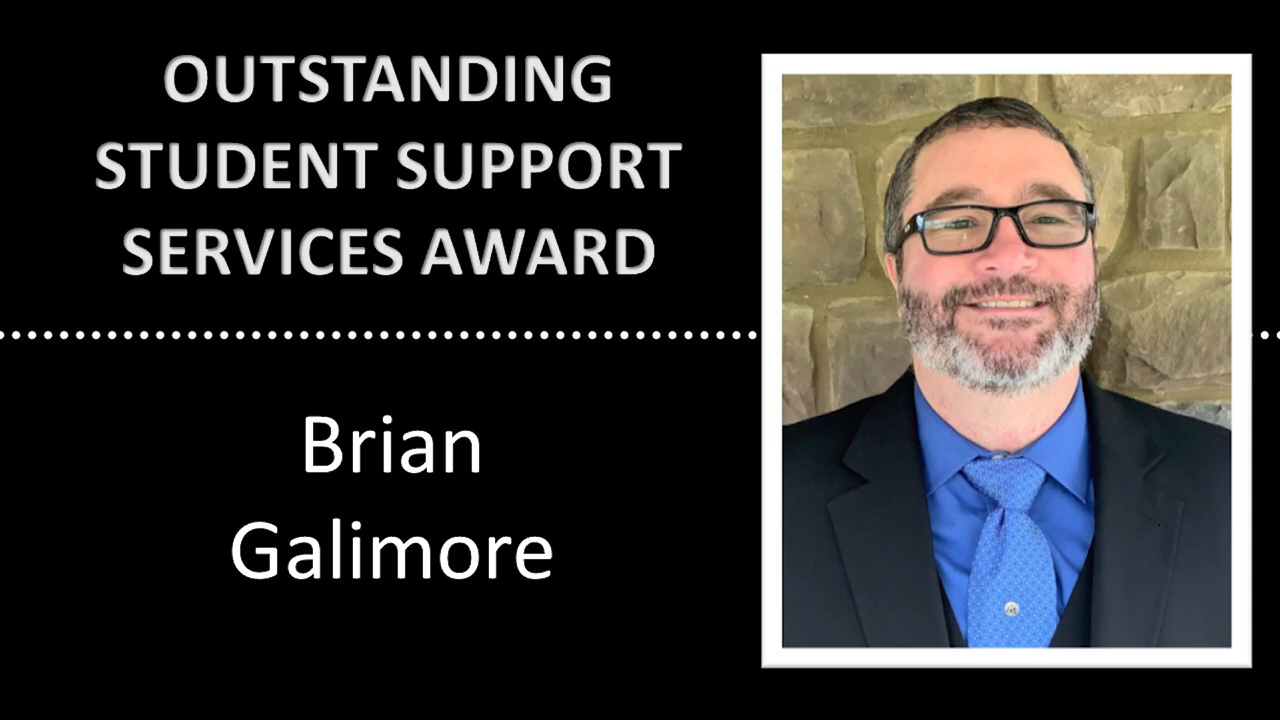 OUTSTANDING
STUDENT SUPPORT
SERVICES AWARD
Brian
Galimore